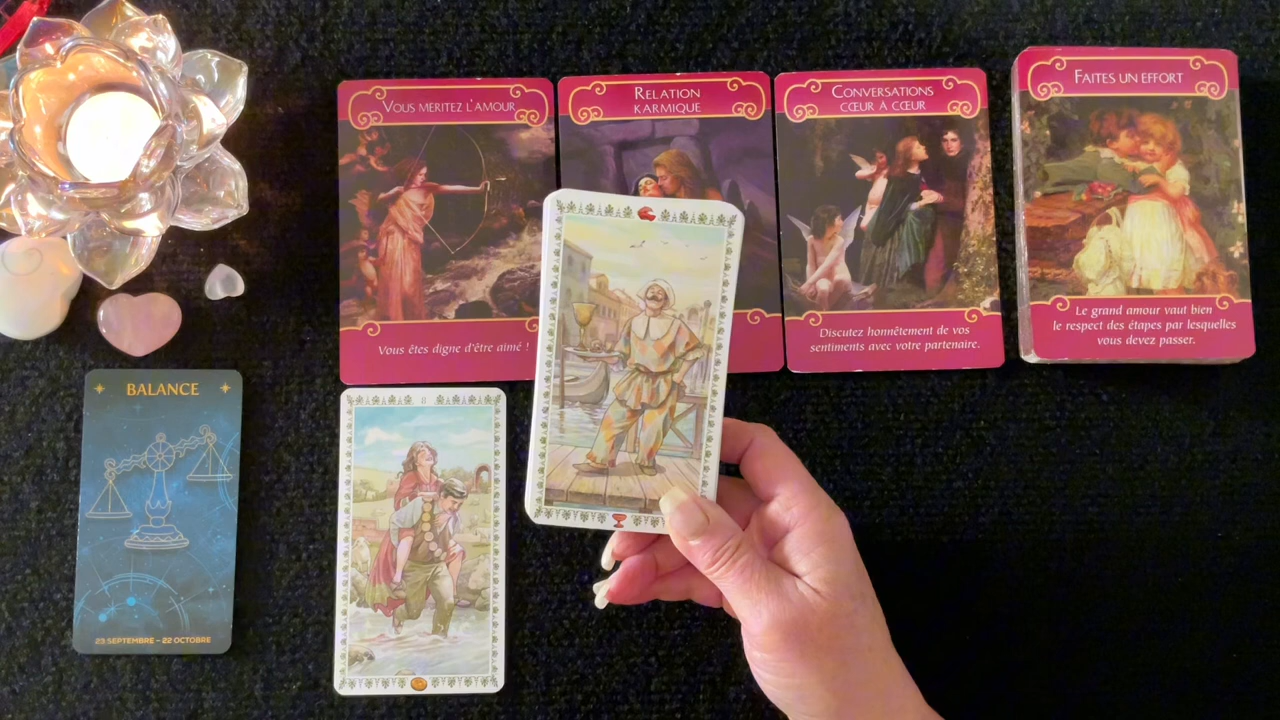 VOUS MERITEZ L'AMOUR
Vous êtes digne d'être aimé !
RELATION
KARMIQUE
CONVERSATIONS
CŒUR À CŒUR
Discutez honnêtement de vos
sentiments avec votre partenaire.
FAITES UN EFFORT
Le grand amour vaut bien
le respect des étapes par lesquelles
vous devez passer.
BALANCE
23 SEPTEMBRE – 22 OCTOBRE
II